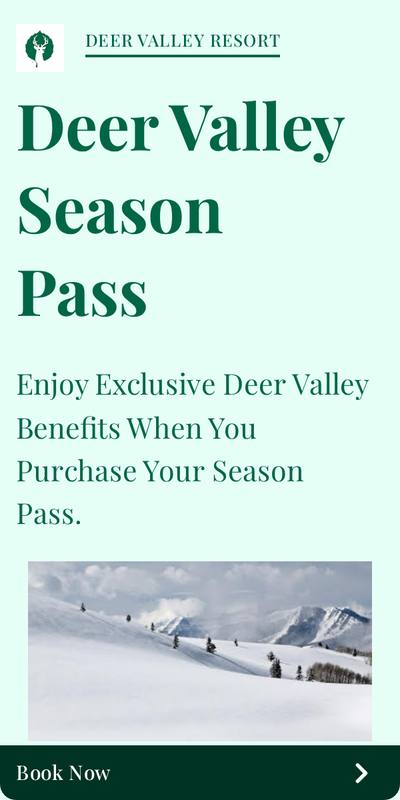 DEER VALLEY RESORT
Deer Valley
Season
Pass
Enjoy Exclusive Deer Valley
Benefits When You
Purchase Your Season
Pass.
Book Now